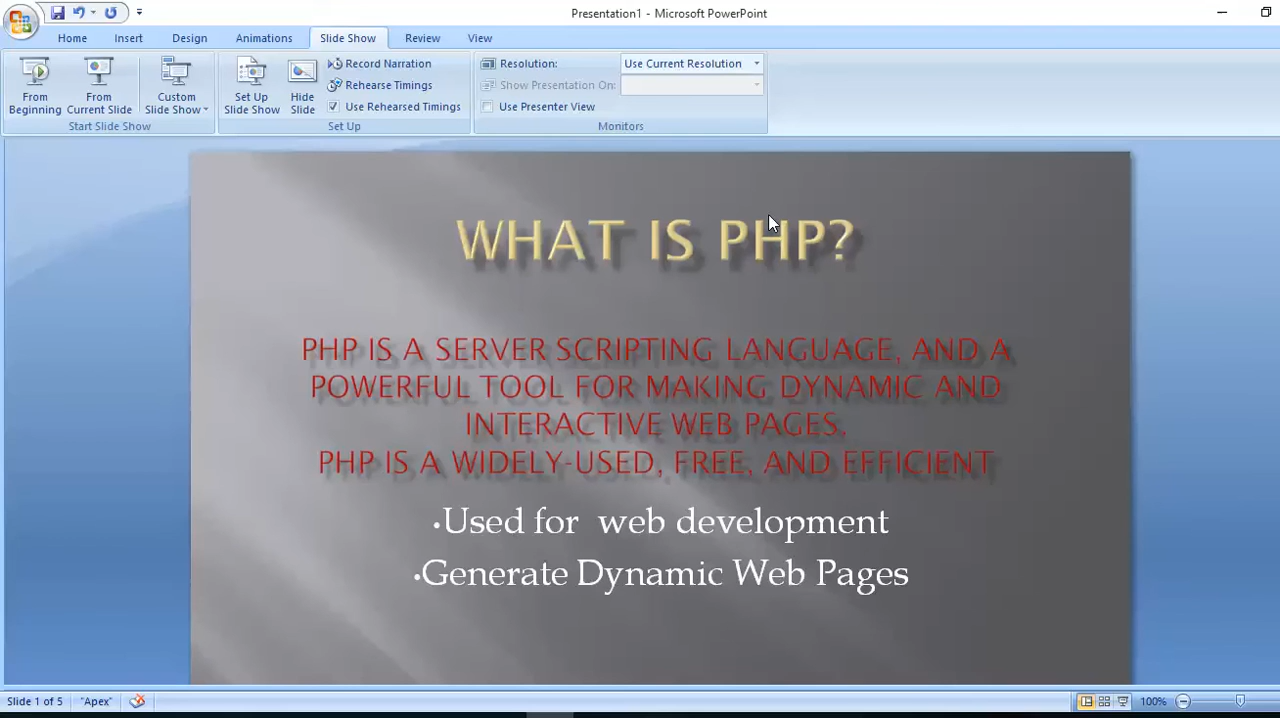 Presentation1 - Microsoft PowerPoint
Home Insert Design Animations Slide Show Review View
From Beginning
From Current Slide
Custom Slide Show
Start Slide Show
Set Up Slide Show
Hide Slide
Record Narration
Rehearse Timings
Use Rehearsed Timings
Set Up
Resolution: Use Current Resolution
Show Presentation On:
Use Presenter View
Monitors
WHAT IS PHP?
PHP IS A SERVER SCRIPTING LANGUAGE, AND A
POWERFUL TOOL FOR MAKING DYNAMIC AND
INTERACTIVE WEB PAGES.
PHP IS A WIDELY-USED, FREE, AND EFFICIENT
•Used for web development
•Generate Dynamic Web Pages
Slide 1 of 5 "Apex" 100%